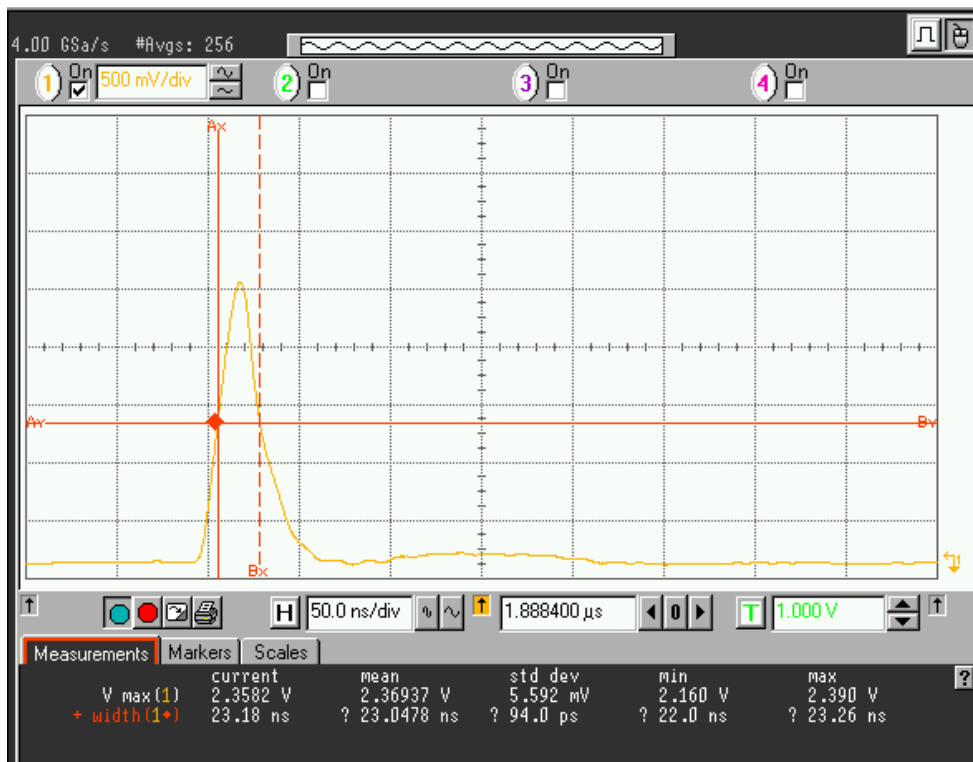 4.00 GSa/s #Avgs: 256
1 On 500 mV/div 2 On 3 On 4 On
Ax
Ay By
Bx
1
H 50.0 ns/div 1.888400 µs 0 T 1.000 V
Measurements Markers Scales
current mean std dev min max ?
V max(1) 2.3582 V 2.36937 V 5.592 mV 2.160 V 2.390 V
+ width(1◆) 23.18 ns ? 23.0478 ns ? 94.0 ps ? 22.0 ns ? 23.26 ns